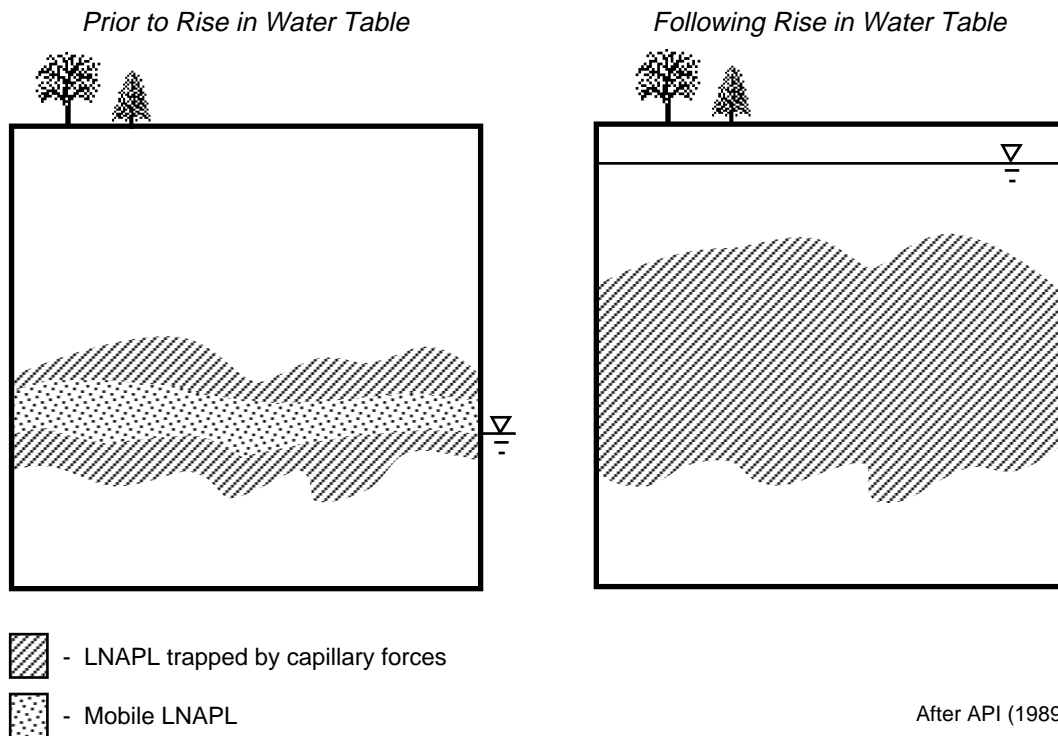 Prior to Rise in Water Table
Following Rise in Water Table
- LNAPL trapped by capillary forces
- Mobile LNAPL
After API (1989